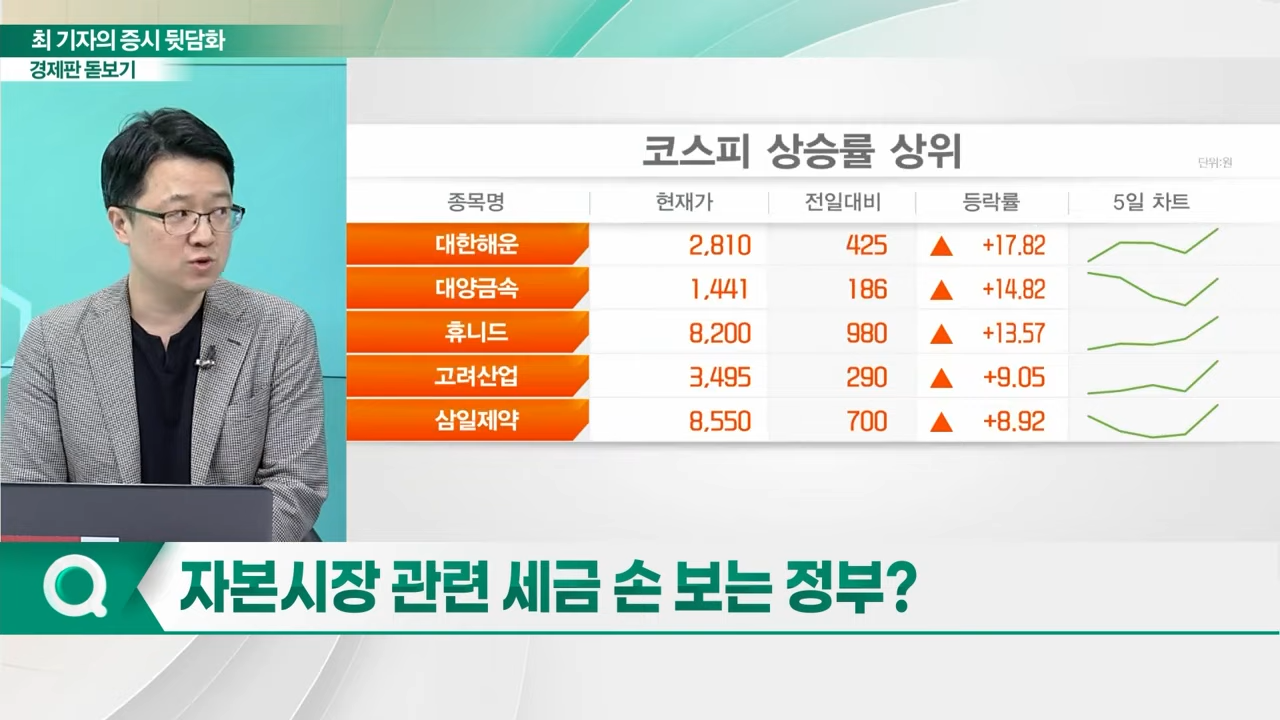 최 기자의 증시 뒷담화
경제판 돋보기
코스피 상승률 상위
단위:원
종목명 현재가 전일대비 등락률 5일 차트
대한해운 2,810 425 ▲ +17.82
대양금속 1,441 186 ▲ +14.82
휴니드 8,200 980 ▲ +13.57
고려산업 3,495 290 ▲ +9.05
삼일제약 8,550 700 ▲ +8.92
Q 자본시장 관련 세금 손 보는 정부?